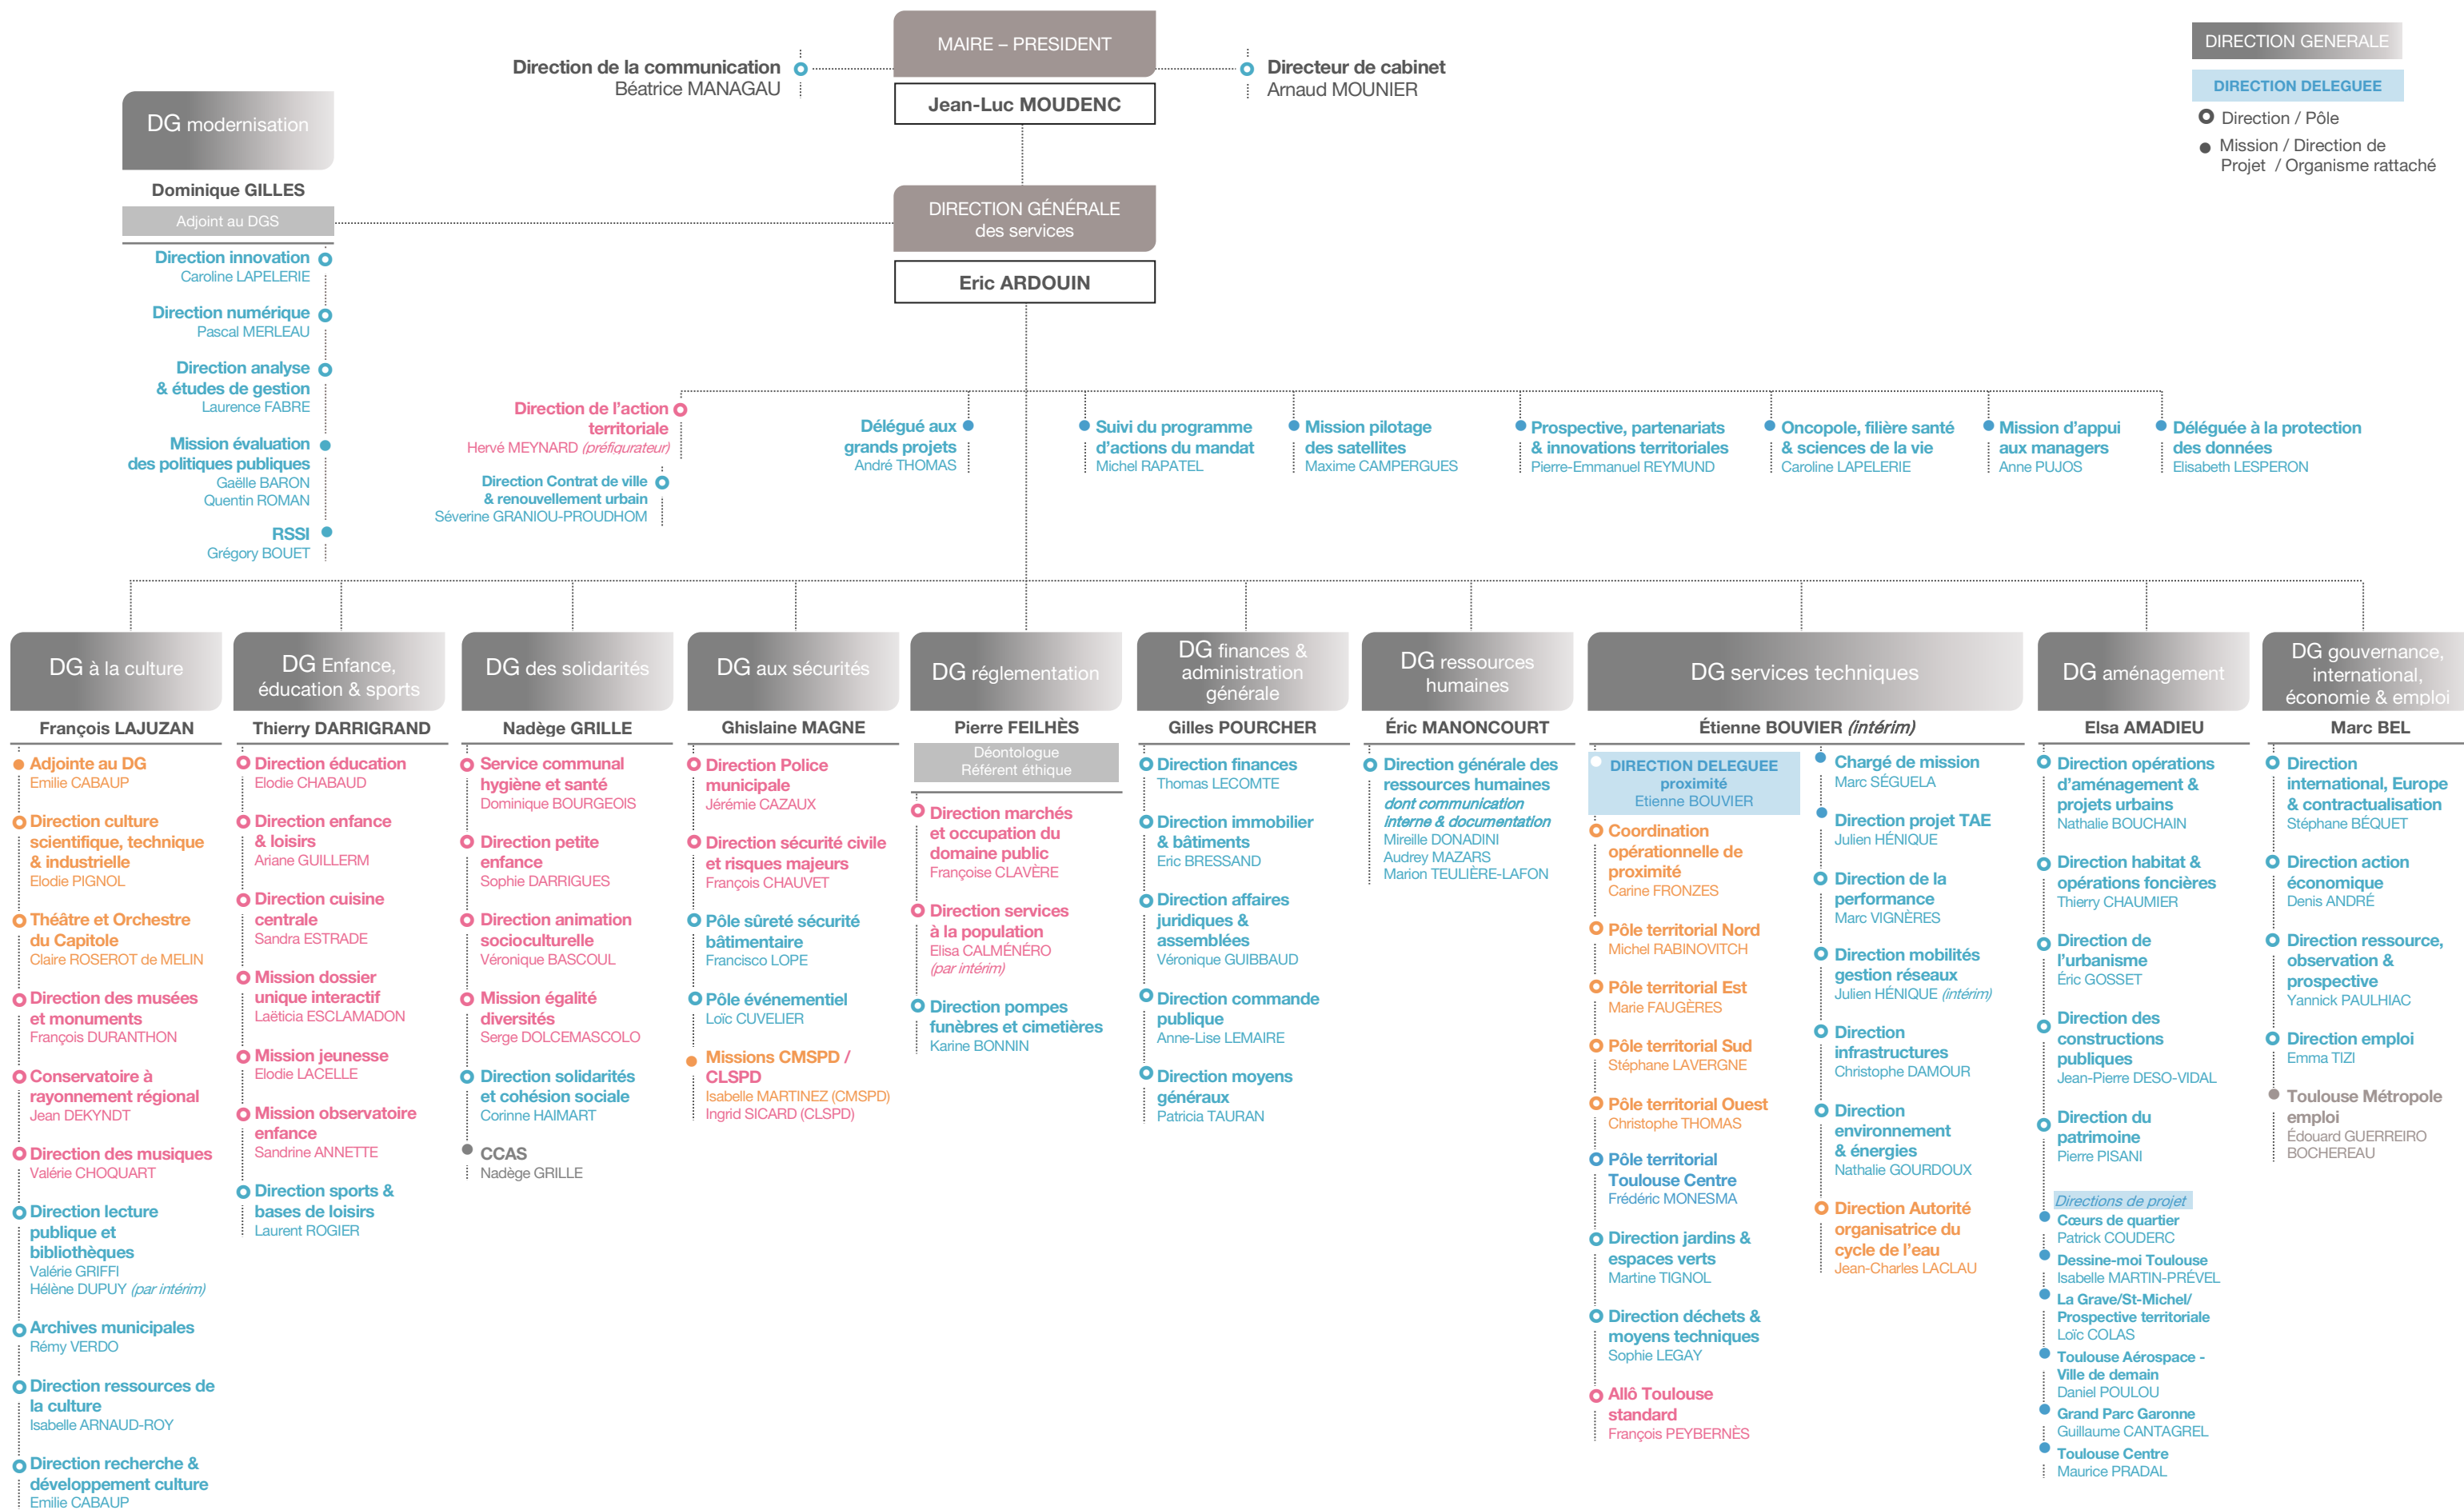 MAIRE – PRESIDENT
Jean-Luc MOUDENC
Direction de la communication
Béatrice MANAGAU
Directeur de cabinet
Arnaud MOUNIER
DIRECTION GENERALE
DIRECTION DELEGUEE
Direction / Pôle
Mission / Direction de
Projet / Organisme rattaché
DG modernisation
Dominique GILLES
Adjoint au DGS
DIRECTION GÉNÉRALE
des services
Eric ARDOUIN
Direction innovation
Caroline LAPELERIE
Direction numérique
Pascal MERLEAU
Direction analyse
& études de gestion
Laurence FABRE
Mission évaluation
des politiques publiques
Gaëlle BARON
Quentin ROMAN
RSSI
Grégory BOUET
Direction de l'action
territoriale
Hervé MEYNARD (préfigurateur)
Direction Contrat de ville
& renouvellement urbain
Séverine GRANIOU-PROUDHOM
Délégué aux
grands projets
André THOMAS
Suivi du programme
d'actions du mandat
Michel RAPATEL
Mission pilotage
des satellites
Maxime CAMPERGUES
Prospective, partenariats
& innovations territoriales
Pierre-Emmanuel REYMUND
Oncopole, filière santé
& sciences de la vie
Caroline LAPELERIE
Mission d'appui
aux managers
Anne PUJOS
Déléguée à la protection
des données
Elisabeth LESPERON
DG à la culture
François LAJUZAN
Adjointe au DG
Emilie CABAUP
Direction culture
scientifique, technique
& industrielle
Elodie PIGNOL
Théâtre et Orchestre
du Capitole
Claire ROSEROT de MELIN
Direction des musées
et monuments
François DURANTHON
Conservatoire à
rayonnement régional
Jean DEKYNDT
Direction des musiques
Valérie CHOQUART
Direction lecture
publique et
bibliothèques
Valérie GRIFFI
Hélène DUPUY (par intérim)
Archives municipales
Rémy VERDO
Direction ressources de
la culture
Isabelle ARNAUD-ROY
Direction recherche &
développement culture
Emilie CABAUP
DG Enfance,
éducation & sports
Thierry DARRIGRAND
Direction éducation
Elodie CHABAUD
Direction enfance
& loisirs
Ariane GUILLERM
Direction cuisine
centrale
Sandra ESTRADE
Mission dossier
unique interactif
Laëticia ESCLAMADON
Mission jeunesse
Elodie LACELLE
Mission observatoire
enfance
Sandrine ANNETTE
Direction sports &
bases de loisirs
Laurent ROGIER
DG des solidarités
Nadège GRILLE
Service communal
hygiène et santé
Dominique BOURGEOIS
Direction petite
enfance
Sophie DARRIGUES
Direction animation
socioculturelle
Véronique BASCOUL
Mission égalité
diversités
Serge DOLCEMASCOLO
Direction solidarités
et cohésion sociale
Corinne HAIMART
CCAS
Nadège GRILLE
DG aux sécurités
Ghislaine MAGNE
Direction Police
municipale
Jérémie CAZAUX
Direction sécurité civile
et risques majeurs
François CHAUVET
Pôle sûreté sécurité
bâtimentaire
Francisco LOPE
Pôle événementiel
Loïc CUVELIER
Missions CMSPD /
CLSPD
Isabelle MARTINEZ (CMSPD)
Ingrid SICARD (CLSPD)
DG réglementation
Pierre FEILHÈS
Déontologue
Référent éthique
Direction marchés
et occupation du
domaine public
Françoise CLAVÈRE
Direction services
à la population
Elisa CALMÉNÉRO
(par intérim)
Direction pompes
funèbres et cimetières
Karine BONNIN
DG finances &
administration
générale
Gilles POURCHER
Direction finances
Thomas LECOMTE
Direction immobilier
& bâtiments
Eric BRESSAND
Direction affaires
juridiques &
assemblées
Véronique GUIBBAUD
Direction commande
publique
Anne-Lise LEMAIRE
Direction moyens
généraux
Patricia TAURAN
DG ressources
humaines
Éric MANONCOURT
Direction générale des
ressources humaines
dont communication
interne & documentation
Mireille DONADINI
Audrey MAZARS
Marion TEULIÈRE-LAFON
DG services techniques
Étienne BOUVIER (intérim)
DIRECTION DELEGUEE
proximité
Etienne BOUVIER
Coordination
opérationnelle de
proximité
Carine FRONZES
Pôle territorial Nord
Michel RABINOVITCH
Pôle territorial Est
Marie FAUGÈRES
Pôle territorial Sud
Stéphane LAVERGNE
Pôle territorial Ouest
Christophe THOMAS
Pôle territorial
Toulouse Centre
Frédéric MONESMA
Direction jardins &
espaces verts
Martine TIGNOL
Direction déchets &
moyens techniques
Sophie LEGAY
Allô Toulouse
standard
François PEYBERNÈS
Chargé de mission
Marc SÉGUELA
Direction projet TAE
Julien HÉNIQUE
Direction de la
performance
Marc VIGNÈRES
Direction mobilités
gestion réseaux
Julien HÉNIQUE (intérim)
Direction
infrastructures
Christophe DAMOUR
Direction
environnement
& énergies
Nathalie GOURDOUX
Direction Autorité
organisatrice du
cycle de l'eau
Jean-Charles LACLAU
DG aménagement
Elsa AMADIEU
Direction opérations
d'aménagement &
projets urbains
Nathalie BOUCHAIN
Direction habitat &
opérations foncières
Thierry CHAUMIER
Direction de
l'urbanisme
Éric GOSSET
Direction des
constructions
publiques
Jean-Pierre DESO-VIDAL
Direction du
patrimoine
Pierre PISANI
Directions de projet
Cœurs de quartier
Patrick COUDERC
Dessine-moi Toulouse
Isabelle MARTIN-PRÉVEL
La Grave/St-Michel/
Prospective territoriale
Loïc COLAS
Toulouse Aérospace -
Ville de demain
Daniel POULOU
Grand Parc Garonne
Guillaume CANTAGREL
Toulouse Centre
Maurice PRADAL
DG gouvernance,
international,
économie & emploi
Marc BEL
Direction
international, Europe
& contractualisation
Stéphane BÉQUET
Direction action
économique
Denis ANDRÉ
Direction ressource,
observation &
prospective
Yannick PAULHIAC
Direction emploi
Emma TIZI
Toulouse Métropole
emploi
Édouard GUERREIRO
BOCHEREAU